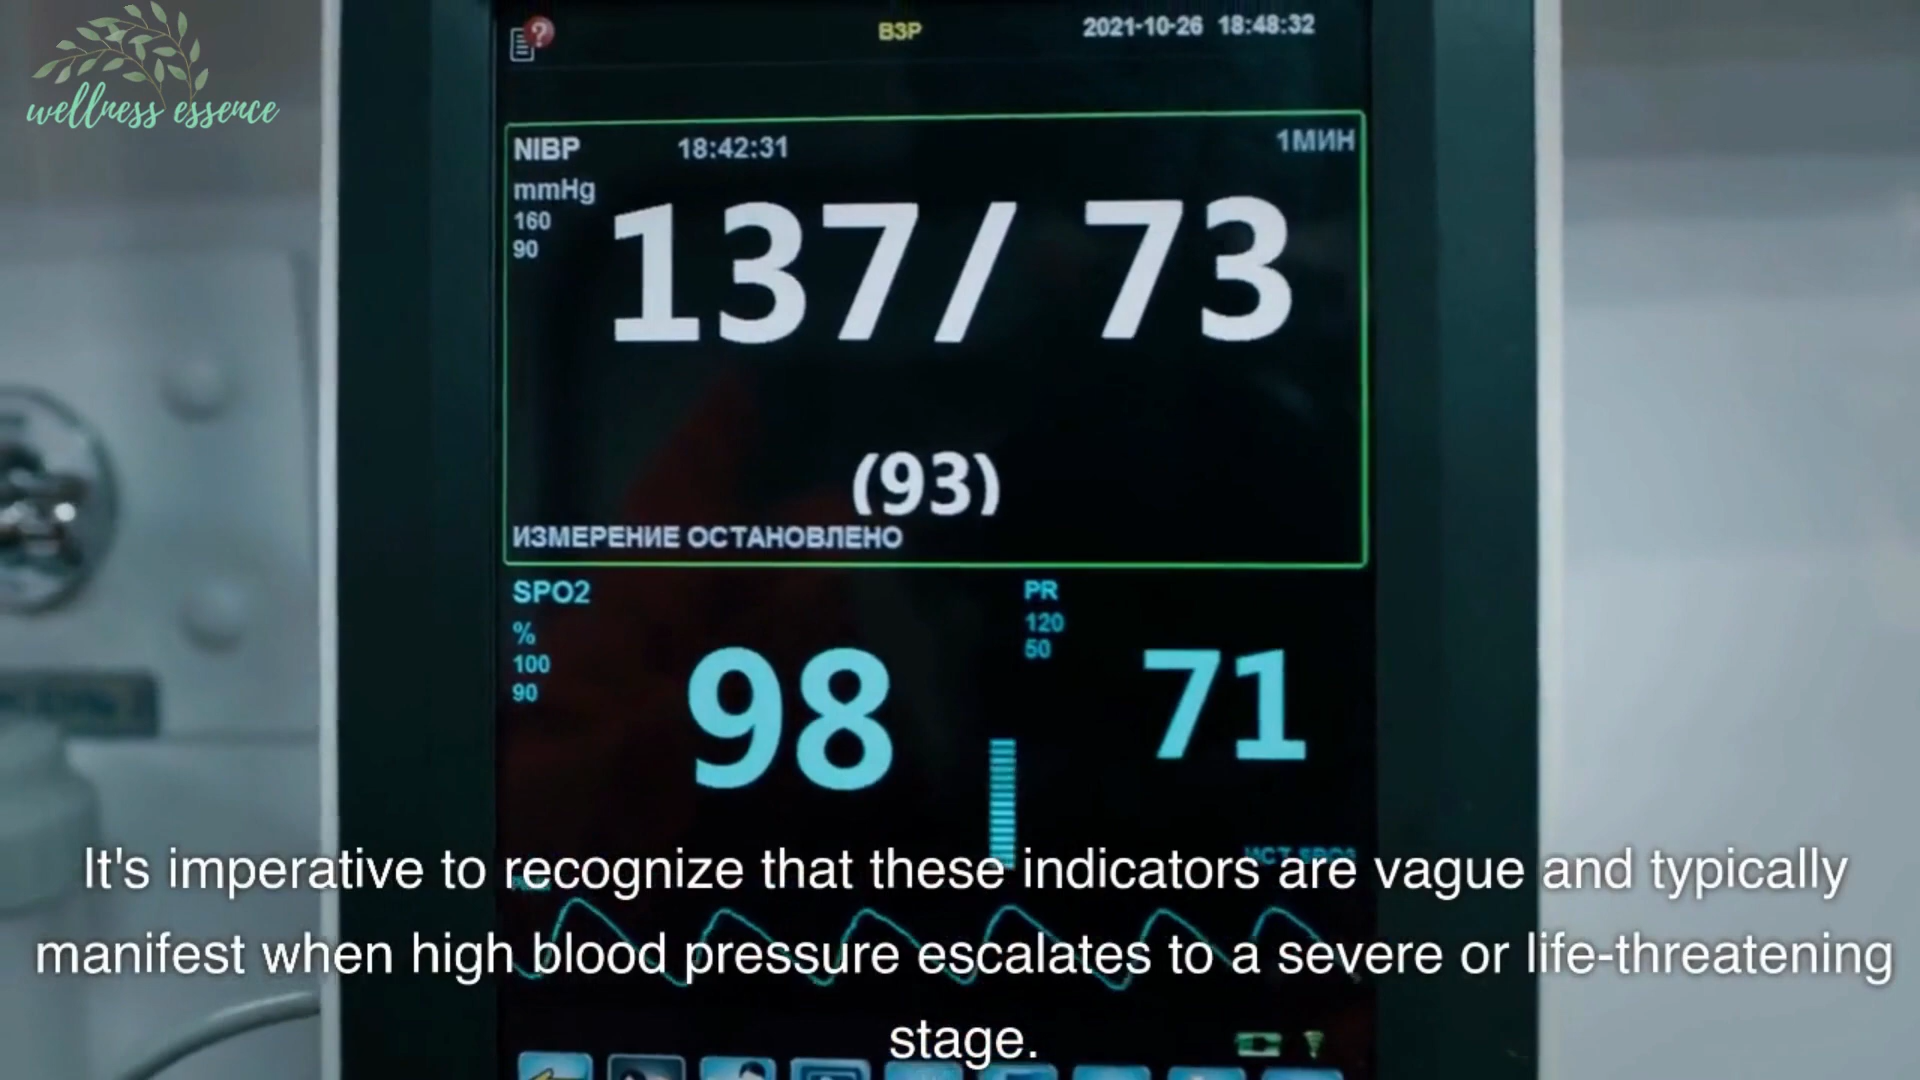 wellness essence
ВЗР 2021-10-26 18:48:32
NIBP 18:42:31 1МИН
mmHg
160
90
137/ 73
(93)
ИЗМЕРЕНИЕ ОСТАНОВЛЕНО
SPO2 PR
% 120
100 50
90
98 71
It's imperative to recognize that these indicators are vague and typically
manifest when high blood pressure escalates to a severe or life-threatening
stage.